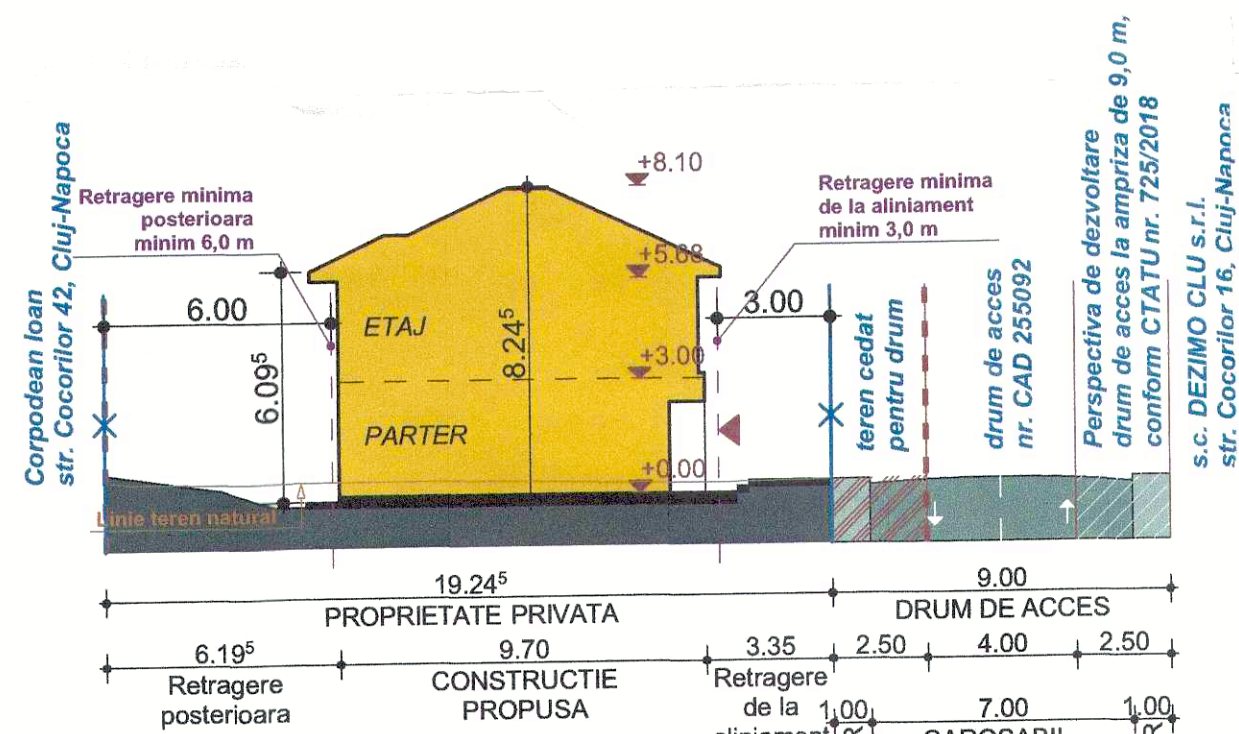 +8.10
Retragere minima
posterioara
minim 6,0 m
Retragere minima
de la aliniament
minim 3,0 m
Corpodean Ioan
str. Cocorilor 42, Cluj-Napoca
6.00
6.09⁵
8.24⁵
+5.68
3.00
ETAJ
+3.00
PARTER
+0.00
Linie teren natural
teren cedat
pentru drum
drum de acces
nr. CAD 255092
Perspectiva de dezvoltare
drum de acces la ampriza de 9,0 m,
conform CTATU nr. 725/2018
s.c. DEZIMO CLU s.r.l.
str. Cocorilor 16, Cluj-Napoca
19.24⁵
9.00
PROPRIETATE PRIVATA
DRUM DE ACCES
6.19⁵
9.70
3.35
2.50
4.00
2.50
Retragere
posterioara
CONSTRUCTIE
PROPUSA
Retragere
de la
aliniament
1.00
7.00
1.00
CAROSABIL